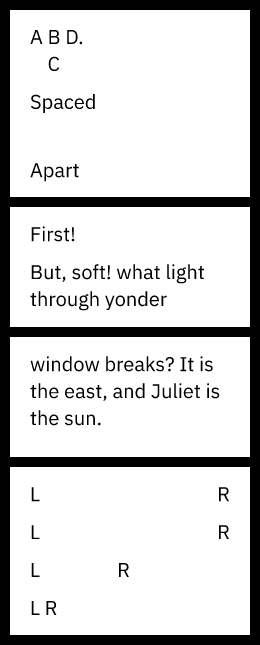 A B D.
C
Spaced
Apart
First!
But, soft! what light
through yonder
window breaks? It is
the east, and Juliet is
the sun.
L R
L R
L R
L R